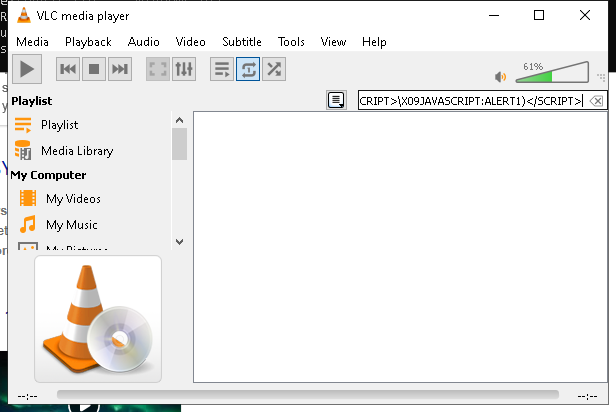 VLC media player
Media Playback Audio Video Subtitle Tools View Help
61%
Playlist
CRIPT>\X09JAVASCRIPT:ALERT1)</SCRIPT>
Playlist
Media Library
My Computer
My Videos
My Music
My Pictures
--:--
--:--